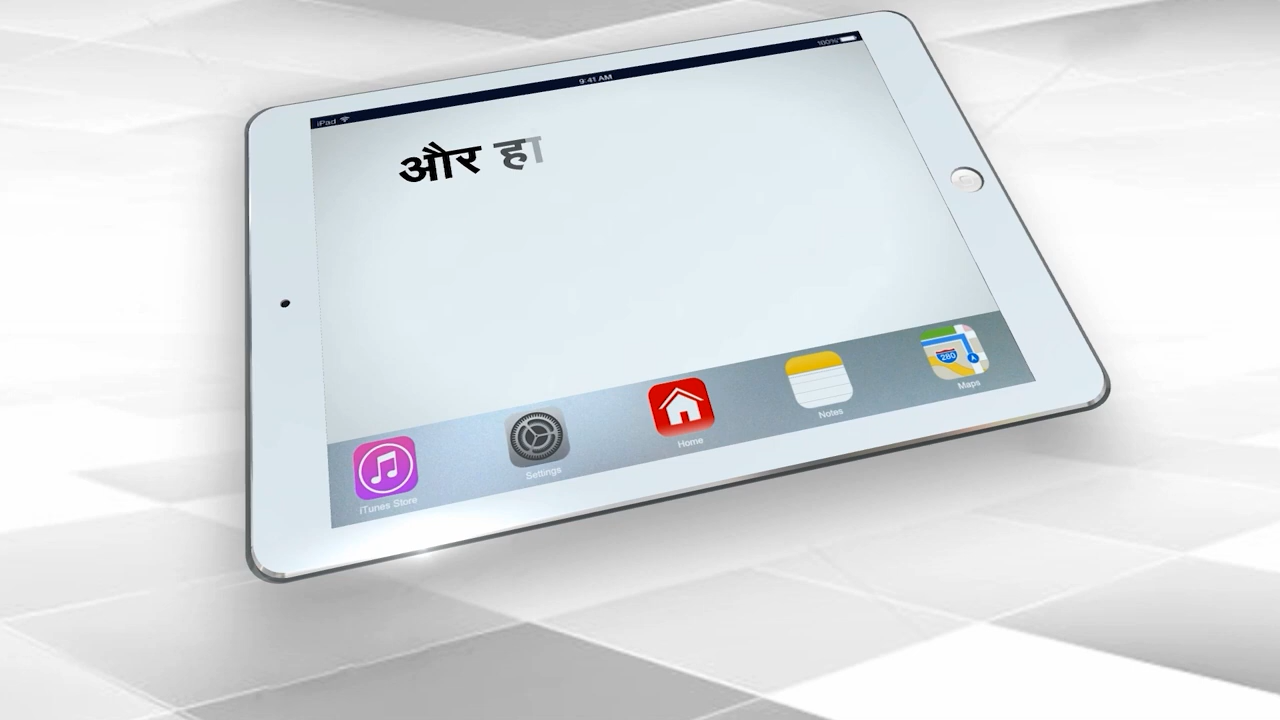 iPad
9:41 AM
100%
और हा
iTunes Store
Settings
Home
Notes
280
Maps